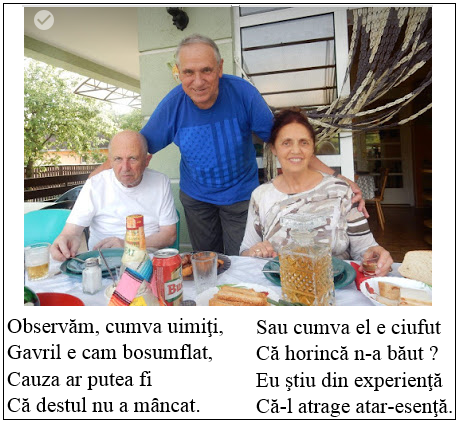 Observăm, cumva uimiţi,
Gavril e cam bosumflat,
Cauza ar putea fi
Că destul nu a mâncat.
Sau cumva el e ciufut
Că horincă n-a băut ?
Eu ştiu din experienţă
Că-l atrage atar-esenţă.